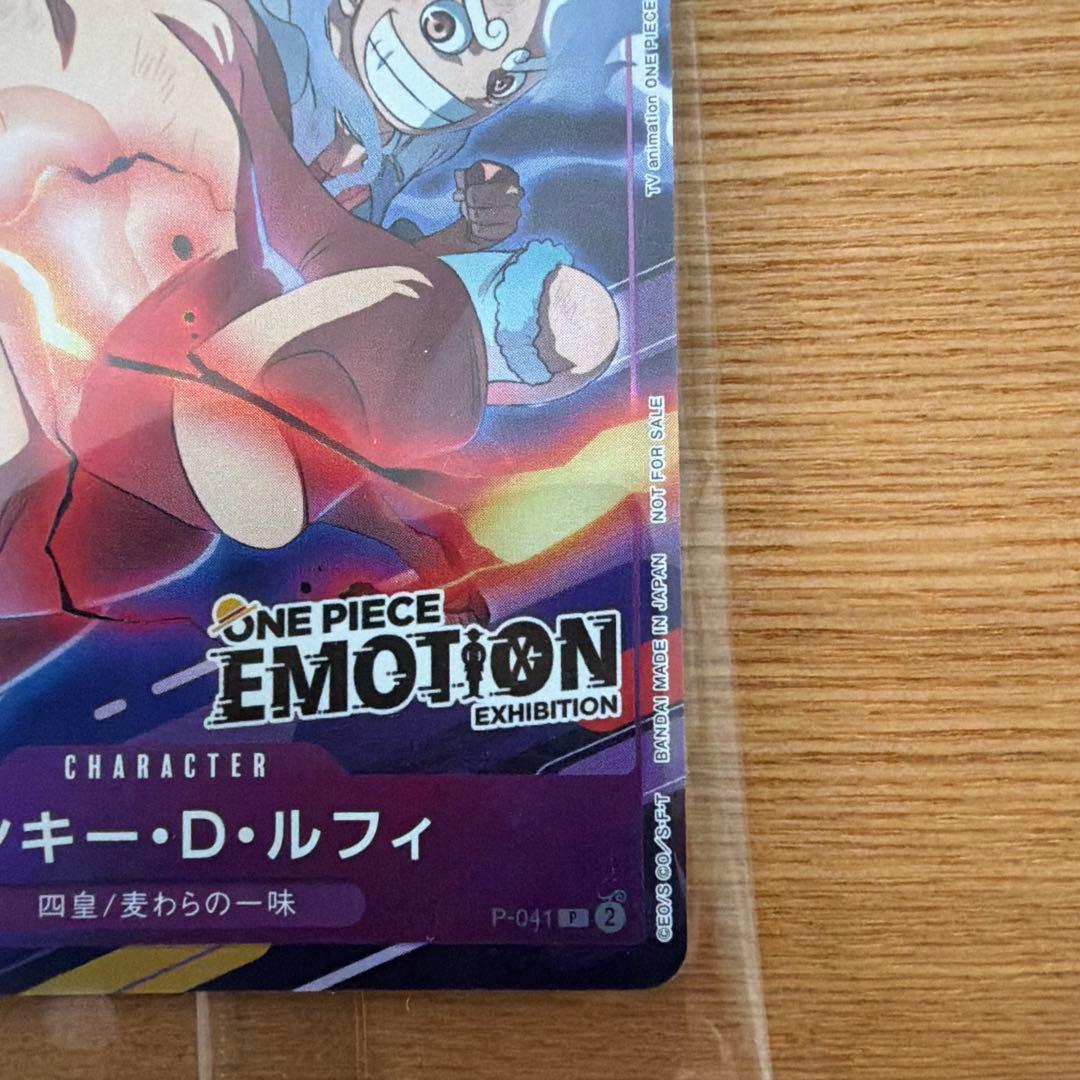 TV animation ONE PIECE
NOT FOR SALE
BANDAI MADE IN JAPAN
©EO/S ©O/S・F・T
ONE PIECE
EMOTION
EXHIBITION
CHARACTER
ンキー・D・ルフィ
四皇/麦わらの一味
P-041 P 2